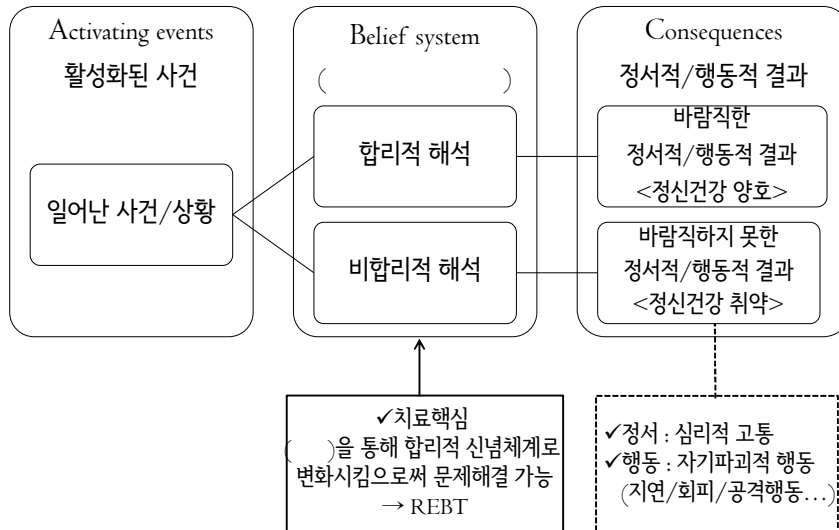 Activating events
활성화된 사건
일어난 사건/상황
Belief system
(                    )
합리적 해석
비합리적 해석
Consequences
정서적/행동적 결과
바람직한
정서적/행동적 결과
<정신건강 양호>
바람직하지 못한
정서적/행동적 결과
<정신건강 취약>
✓치료핵심
(     )을 통해 합리적 신념체계로
변화시킴으로써 문제해결 가능
→ REBT
✓정서 : 심리적 고통
✓행동 : 자기파괴적 행동
(지연/회피/공격행동…)